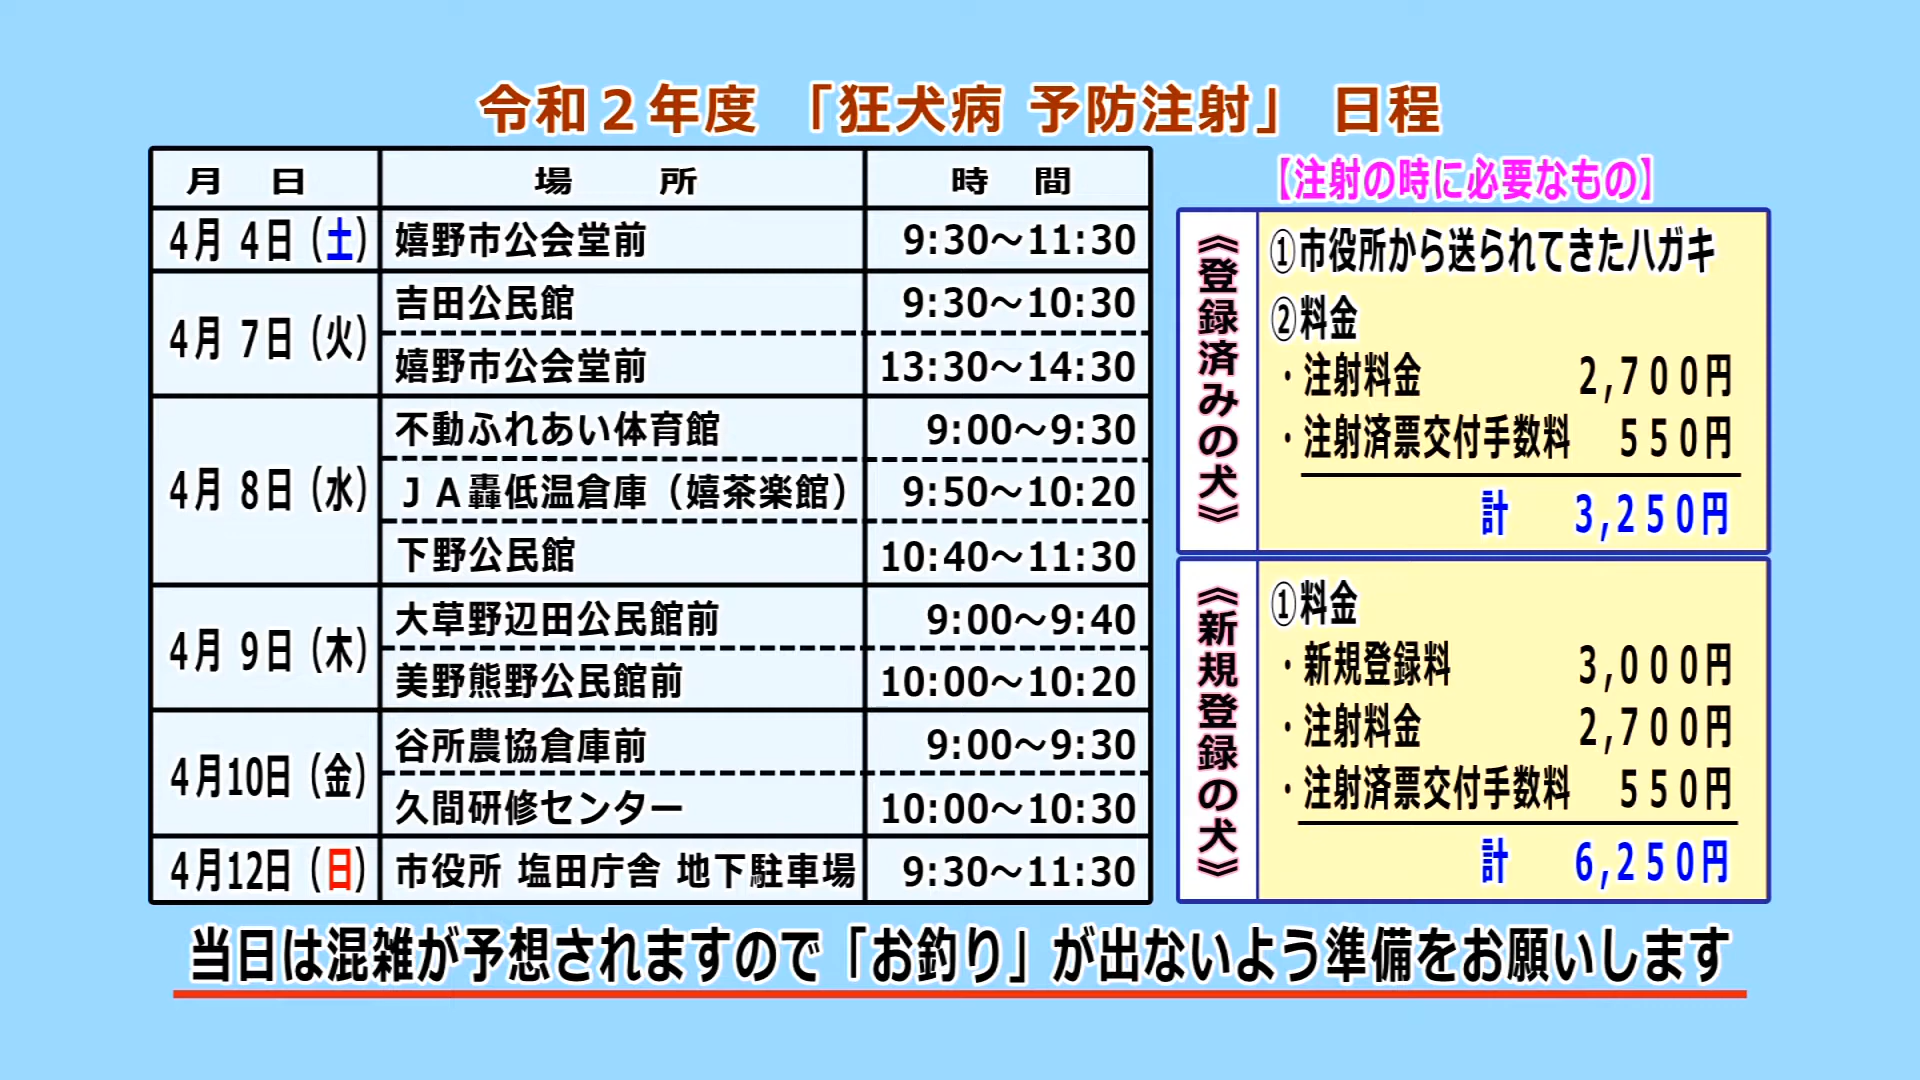 令和２年度 「狂犬病 予防注射」 日程
月 日 場 所 時 間
4月 4日（土） 嬉野市公会堂前 9:30～11:30
4月 7日（火） 吉田公民館 9:30～10:30
嬉野市公会堂前 13:30～14:30
4月 8日（水） 不動ふれあい体育館 9:00～9:30
ＪＡ轟低温倉庫（嬉茶楽館） 9:50～10:20
下野公民館 10:40～11:30
4月 9日（木） 大草野辺田公民館前 9:00～9:40
美野熊野公民館前 10:00～10:20
4月10日（金） 谷所農協倉庫前 9:00～9:30
久間研修センター 10:00～10:30
4月12日（日） 市役所 塩田庁舎 地下駐車場 9:30～11:30
【注射の時に必要なもの】
《登録済みの犬》
①市役所から送られてきたハガキ
②料金
・注射料金 2,700円
・注射済票交付手数料 550円
計 3,250円
《新規登録の犬》
①料金
・新規登録料 3,000円
・注射料金 2,700円
・注射済票交付手数料 550円
計 6,250円
当日は混雑が予想されますので「お釣り」が出ないよう準備をお願いします